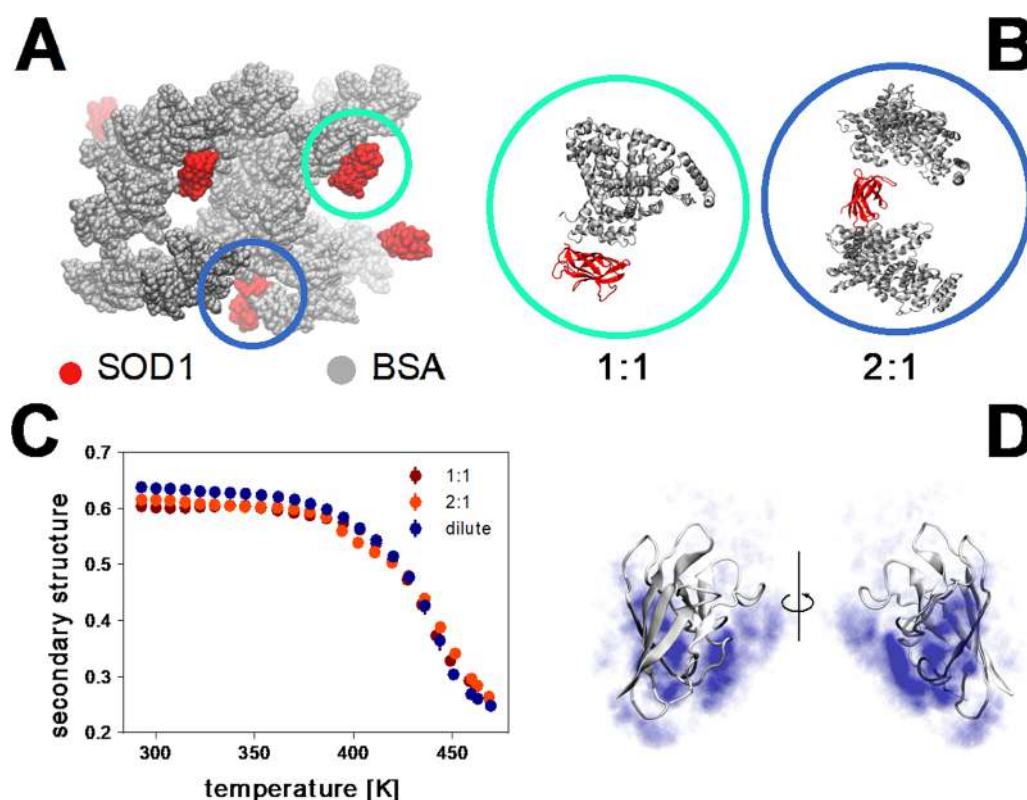 A
B
SOD1
BSA
1:1
2:1
C
D
0.7
0.6
0.5
0.4
0.3
0.2
secondary structure
1:1
2:1
dilute
300
350
400
450
temperature [K]